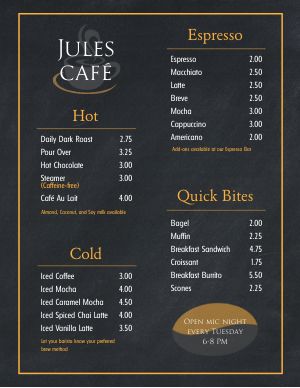 JULES
CAFÉ
Hot
Daily Dark Roast 2.75
Pour Over 3.25
Hot Chocolate 3.00
Steamer 3.00
(Caffeine-free)
Café Au Lait 4.00
Almond, Coconut, and Soy milk available
Cold
Iced Coffee 3.00
Iced Mocha 4.00
Iced Caramel Mocha 4.50
Iced Spiced Chai Latte 4.00
Iced Vanilla Latte 3.50
Let your barista know your preferred
brew method
Espresso
Espresso 2.00
Macchiato 2.50
Latte 2.50
Breve 2.50
Mocha 3.00
Cappuccino 3.00
Americano 2.00
Add-ons available at our Espresso Bar
Quick Bites
Bagel 2.00
Muffin 2.25
Breakfast Sandwich 4.75
Croissant 1.75
Breakfast Burrito 5.50
Scones 2.25
OPEN MIC NIGHT
EVERY TUESDAY
6-8 PM